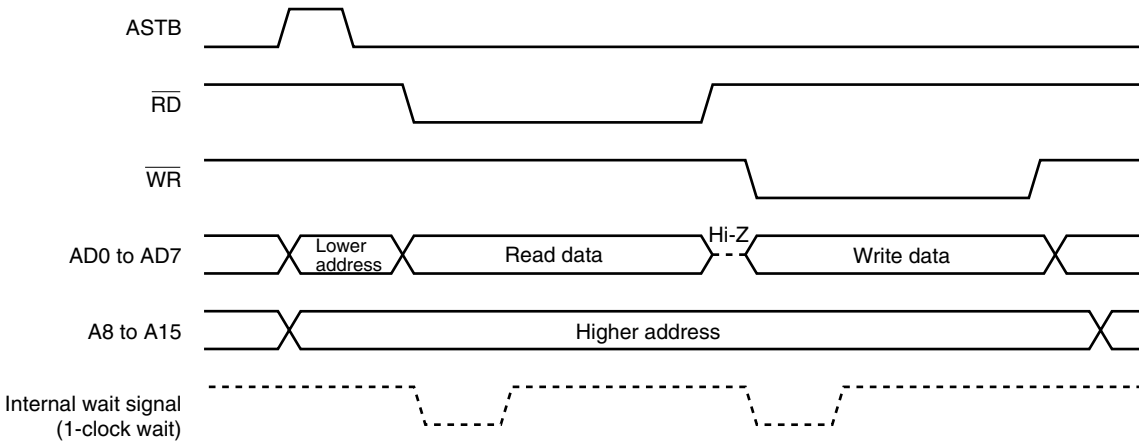 ASTB
RD
WR
AD0 to AD7
Lower
address
Read data
Hi-Z
Write data
A8 to A15
Higher address
Internal wait signal
(1-clock wait)